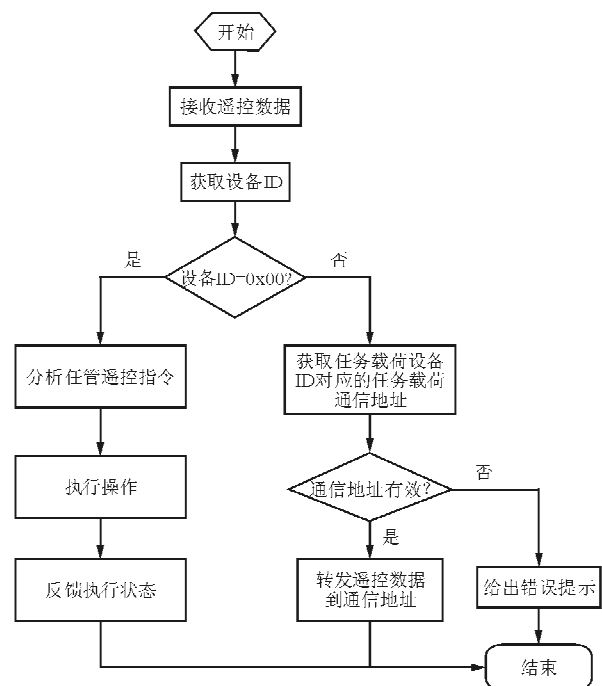 开始
接收遥控数据
获取设备ID
是
否
设备ID=0x00?
分析任管遥控指令
获取任务载荷设备
ID对应的任务载荷
通信地址
执行操作
通信地址有效?
否
是
反馈执行状态
转发遥控数据
到通信地址
给出错误提示
结束